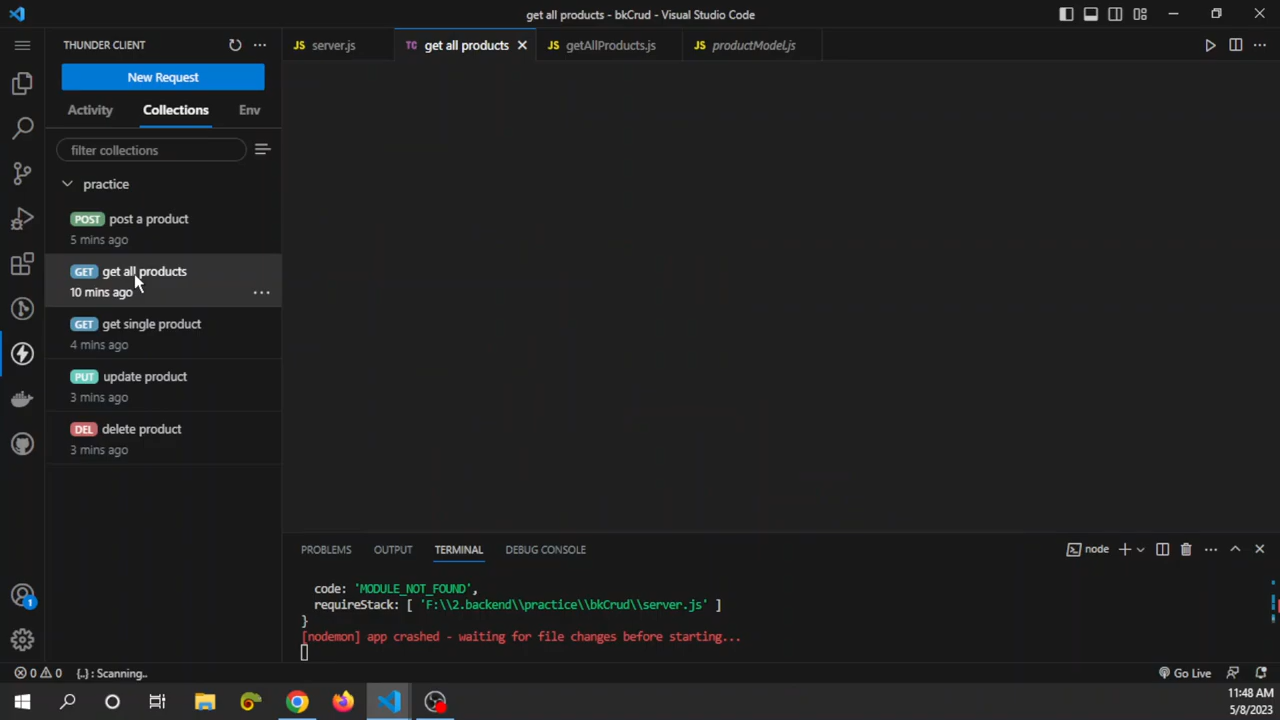 get all products - bkCrud - Visual Studio Code
THUNDER CLIENT
New Request
Activity Collections Env
filter collections
practice
POST post a product
5 mins ago
GET get all products
10 mins ago
GET get single product
4 mins ago
PUT update product
3 mins ago
DEL delete product
3 mins ago
JS server.js TC get all products JS getAllProducts.js JS productModel.js
PROBLEMS OUTPUT TERMINAL DEBUG CONSOLE node
code: 'MODULE_NOT_FOUND',
requireStack: [ 'F:\\2.backend\\practice\\bkCrud\\server.js' ]
}
[nodemon] app crashed - waiting for file changes before starting...
1
0 0 {..} : Scanning.. Go Live
11:48 AM
5/8/2023